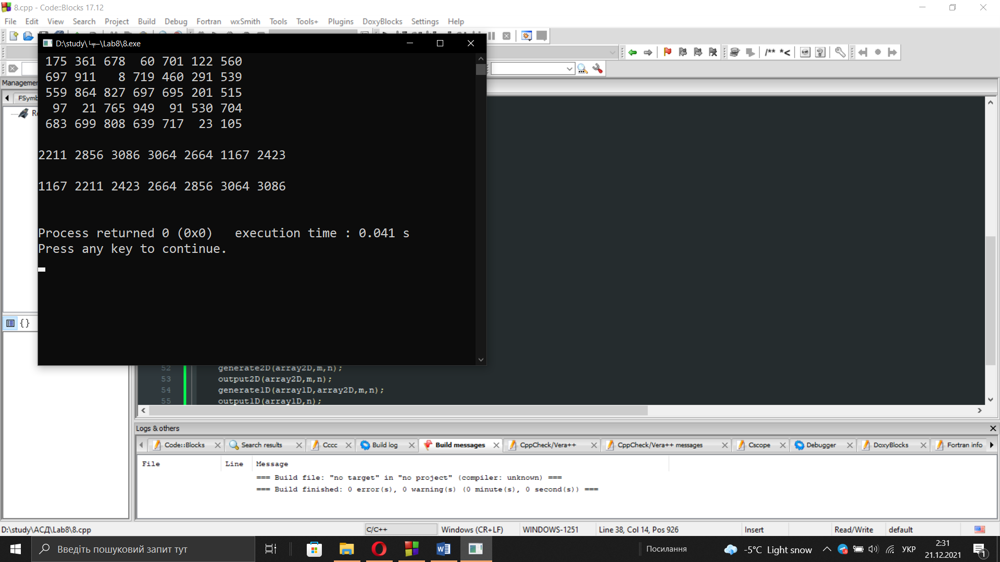 8.cpp - Code::Blocks 17.12
File Edit View Search Project Build Debug Fortran wxSmith Tools Tools+ Plugins DoxyBlocks Settings Help
D:\study\└╤─\Lab8\8.exe
175 361 678 60 701 122 560
697 911 8 719 460 291 539
559 864 827 697 695 201 515
97 21 765 949 91 530 704
683 699 808 639 717 23 105
2211 2856 3086 3064 2664 1167 2423
1167 2211 2423 2664 2856 3064 3086
Process returned 0 (0x0) execution time : 0.041 s
Press any key to continue.
/** *<
Managemen
FSymb
{}
52 generate2D(array2D,m,n);
53 output2D(array2D,m,n);
54 generate1D(array1D,array2D,m,n);
55 output1D(array1D,n);
Logs & others
Code::Blocks Search results Cccc Build log Build messages CppCheck/Vera++ CppCheck/Vera++ messages Cscope Debugger DoxyBlocks Fortran info
File Line Message
=== Build file: "no target" in "no project" (compiler: unknown) ===
=== Build finished: 0 error(s), 0 warning(s) (0 minute(s), 0 second(s)) ===
D:\study\АСД\Lab8\8.cpp C/C++ Windows (CR+LF) WINDOWS-1251 Line 38, Col 14, Pos 926 Insert Read/Write default
Введіть пошуковий запит тут
Посилання -5°C Light snow УКР
2:31
21.12.2021
1